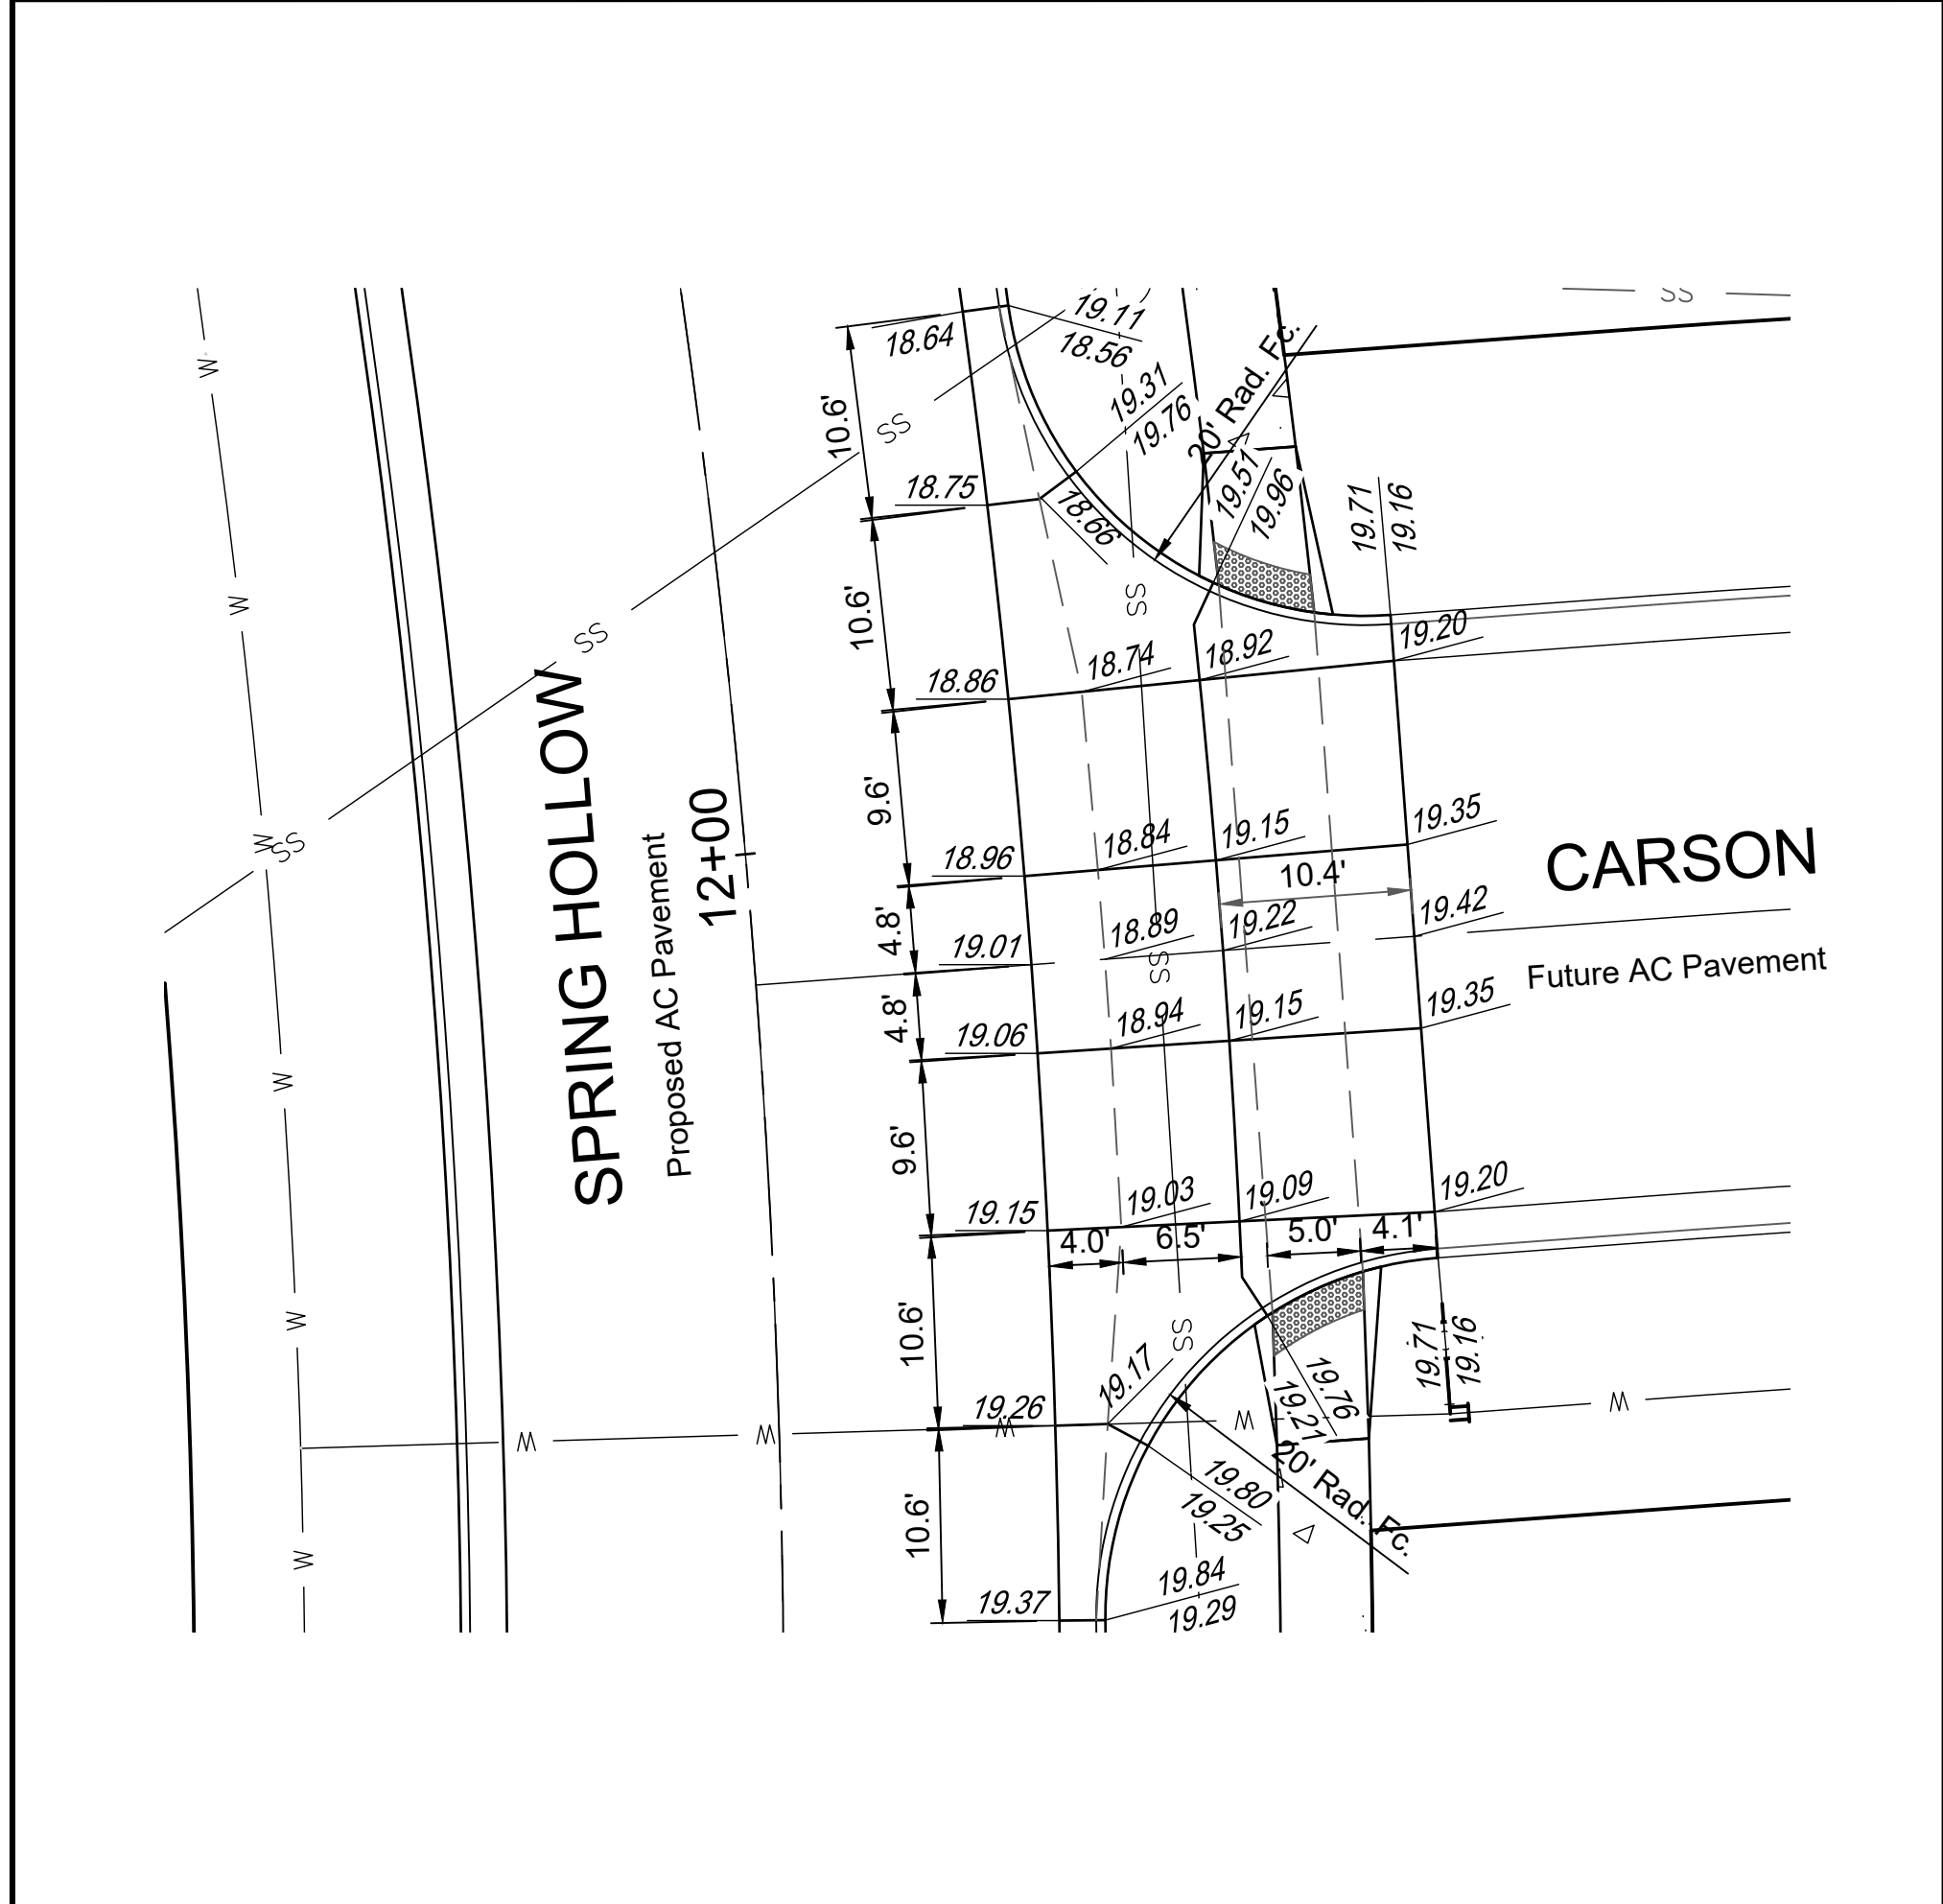 SS
19.11
18.56
18.64
20' Rad. Fc.
W
19.31
19.76
10.6'
SS
19.51
19.96
18.75
19.71
19.16
18.66
W
10.6'
SS
SS
19.20
18.74
18.92
18.86
SPRING HOLLOW
Proposed AC Pavement
12+00
9.6'
19.35
18.84
19.15
W
SS
18.96
10.4'
CARSON
19.42
18.89
19.22
4.8'
19.01
SS
Future AC Pavement
19.35
18.94
19.15
4.8'
19.06
W
9.6'
19.03
19.09
19.20
19.15
4.0'
6.5'
5.0'
4.1'
W
10.6'
SS
19.71
19.16
19.17
19.76
19.21
19.26
W
W
W
W
W
20' Rad. Fc.
19.80
19.25
10.6'
W
19.84
19.29
19.37